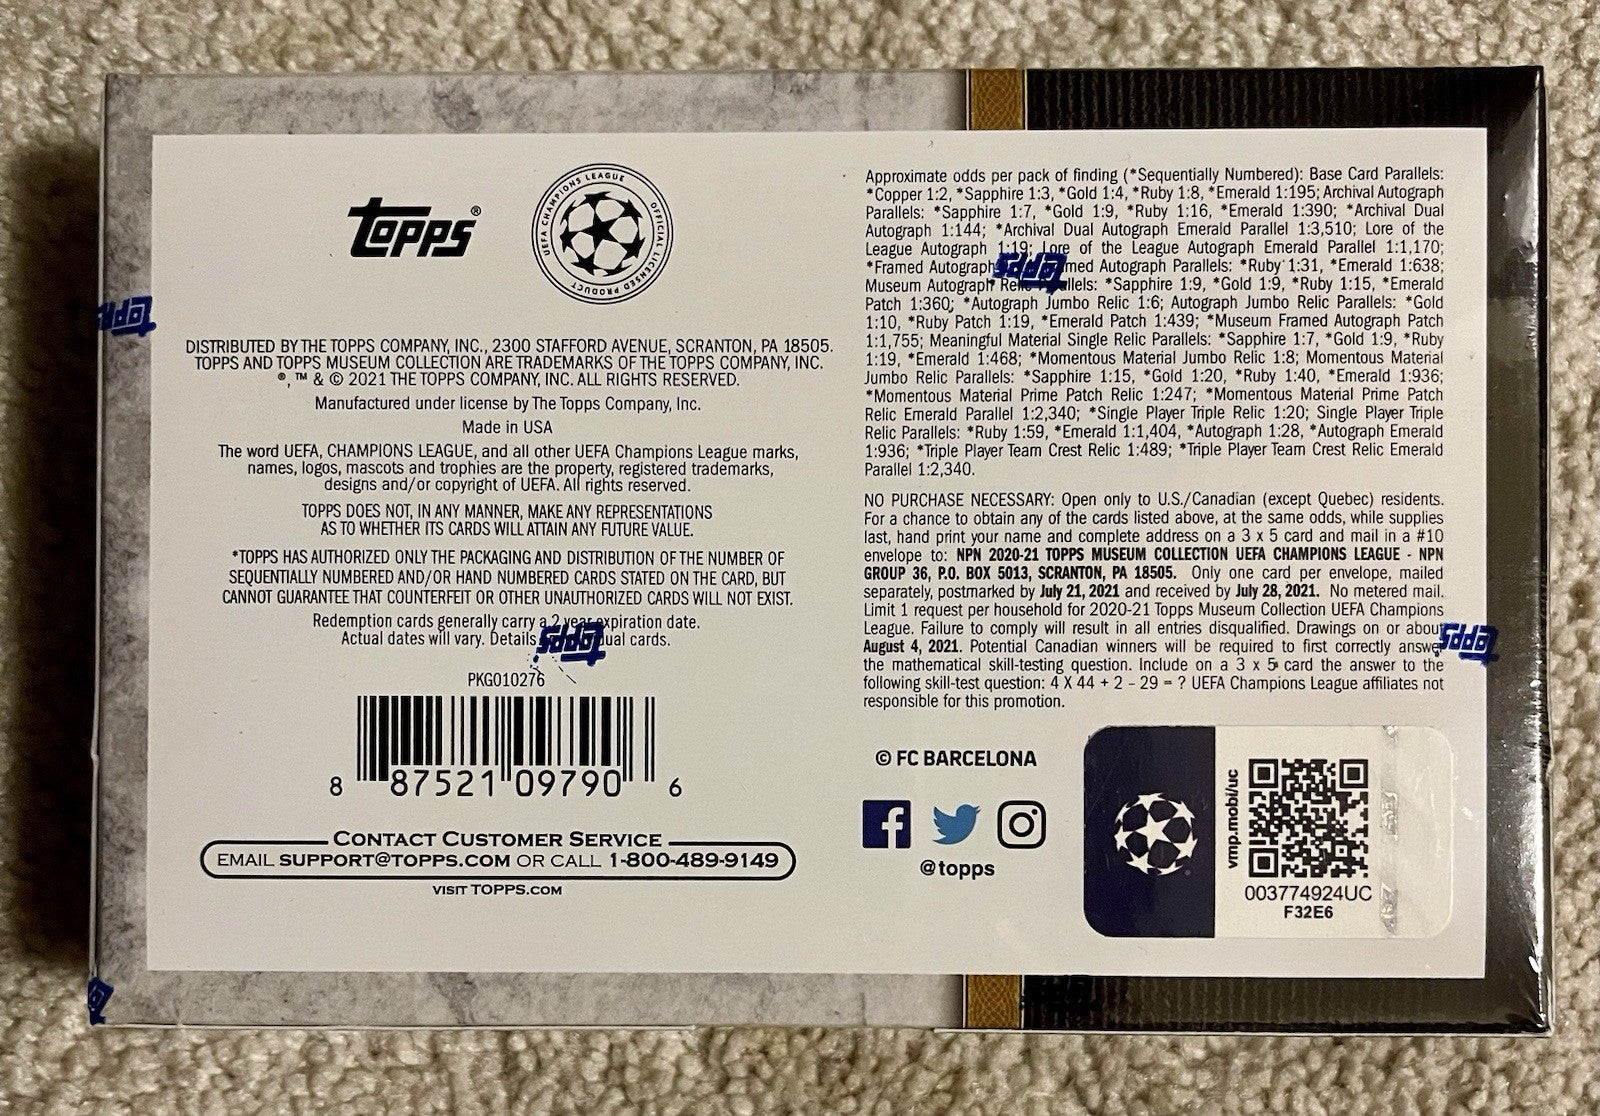 Topps®
UEFA CHAMPIONS LEAGUE
OFFICIAL LICENSED PRODUCT
DISTRIBUTED BY THE TOPPS COMPANY, INC., 2300 STAFFORD AVENUE, SCRANTON, PA 18505.
TOPPS AND TOPPS MUSEUM COLLECTION ARE TRADEMARKS OF THE TOPPS COMPANY, INC.
®, ™ & © 2021 THE TOPPS COMPANY, INC. ALL RIGHTS RESERVED.
Manufactured under license by The Topps Company, Inc.
Made in USA
The word UEFA, CHAMPIONS LEAGUE, and all other UEFA Champions League marks,
names, logos, mascots and trophies are the property, registered trademarks,
designs and/or copyright of UEFA. All rights reserved.
TOPPS DOES NOT, IN ANY MANNER, MAKE ANY REPRESENTATIONS
AS TO WHETHER ITS CARDS WILL ATTAIN ANY FUTURE VALUE.
*TOPPS HAS AUTHORIZED ONLY THE PACKAGING AND DISTRIBUTION OF THE NUMBER OF
SEQUENTIALLY NUMBERED AND/OR HAND NUMBERED CARDS STATED ON THE CARD, BUT
CANNOT GUARANTEE THAT COUNTERFEIT OR OTHER UNAUTHORIZED CARDS WILL NOT EXIST.
Redemption cards generally carry a 2 year expiration date.
Actual dates will vary. Details cards.
PKG010276
8 87521 09790 6
CONTACT CUSTOMER SERVICE
EMAIL SUPPORT@TOPPS.COM OR CALL 1-800-489-9149
VISIT TOPPS.COM
Approximate odds per pack of finding (*Sequentially Numbered): Base Card Parallels:
*Copper 1:2, *Sapphire 1:3, *Gold 1:4, *Ruby 1:8, *Emerald 1:195; Archival Autograph
Parallels: *Sapphire 1:7, *Gold 1:9, *Ruby 1:16, *Emerald 1:390; *Archival Dual
Autograph 1:144; *Archival Dual Autograph Emerald Parallel 1:3,510; Lore of the
League Autograph 1:19; Lore of the League Autograph Emerald Parallel 1:1,170;
*Framed Autograph Autograph Parallels: *Ruby 1:31, *Emerald 1:638;
Museum Autograph *Sapphire 1:9, *Gold 1:9, *Ruby 1:15, *Emerald
Patch 1:360; *Autograph Jumbo Relic 1:6; Autograph Jumbo Relic Parallels: *Gold
1:10, *Ruby Patch 1:19, *Emerald Patch 1:439; *Museum Framed Autograph Patch
1:1,755; Meaningful Material Single Relic Parallels: *Sapphire 1:7, *Gold 1:9, *Ruby
1:19, *Emerald 1:468; *Momentous Material Jumbo Relic 1:8; Momentous Material
Jumbo Relic Parallels: *Sapphire 1:15, *Gold 1:20, *Ruby 1:40, *Emerald 1:936;
*Momentous Material Prime Patch Relic 1:247; *Momentous Material Prime Patch
Relic Emerald Parallel 1:2,340; *Single Player Triple Relic 1:20; Single Player Triple
Relic Parallels: *Ruby 1:59, *Emerald 1:1,404, *Autograph 1:28, *Autograph Emerald
1:936; *Triple Player Team Crest Relic 1:489; *Triple Player Team Crest Relic Emerald
Parallel 1:2,340.
NO PURCHASE NECESSARY: Open only to U.S./Canadian (except Quebec) residents.
For a chance to obtain any of the cards listed above, at the same odds, while supplies
last, hand print your name and complete address on a 3 x 5 card and mail in a #10
envelope to: NPN 2020-21 TOPPS MUSEUM COLLECTION UEFA CHAMPIONS LEAGUE - NPN
GROUP 36, P.O. BOX 5013, SCRANTON, PA 18505. Only one card per envelope, mailed
separately, postmarked by July 21, 2021 and received by July 28, 2021. No metered mail.
Limit 1 request per household for 2020-21 Topps Museum Collection UEFA Champions
League. Failure to comply will result in all entries disqualified. Drawings on or about
August 4, 2021. Potential Canadian winners will be required to first correctly answer
the mathematical skill-testing question. Include on a 3 x 5 card the answer to the
following skill-test question: 4 X 44 + 2 – 29 = ? UEFA Champions League affiliates not
responsible for this promotion.
© FC BARCELONA
@topps
vmp.mobi/uc
003774924UC
F32E6
Topps
Topps
Topps
Topps